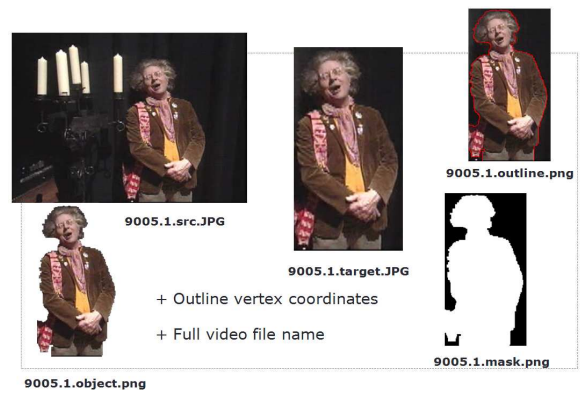 9005.1.outline.png
9005.1.src.JPG
9005.1.target.JPG
+ Outline vertex coordinates
+ Full video file name
9005.1.mask.png
9005.1.object.png